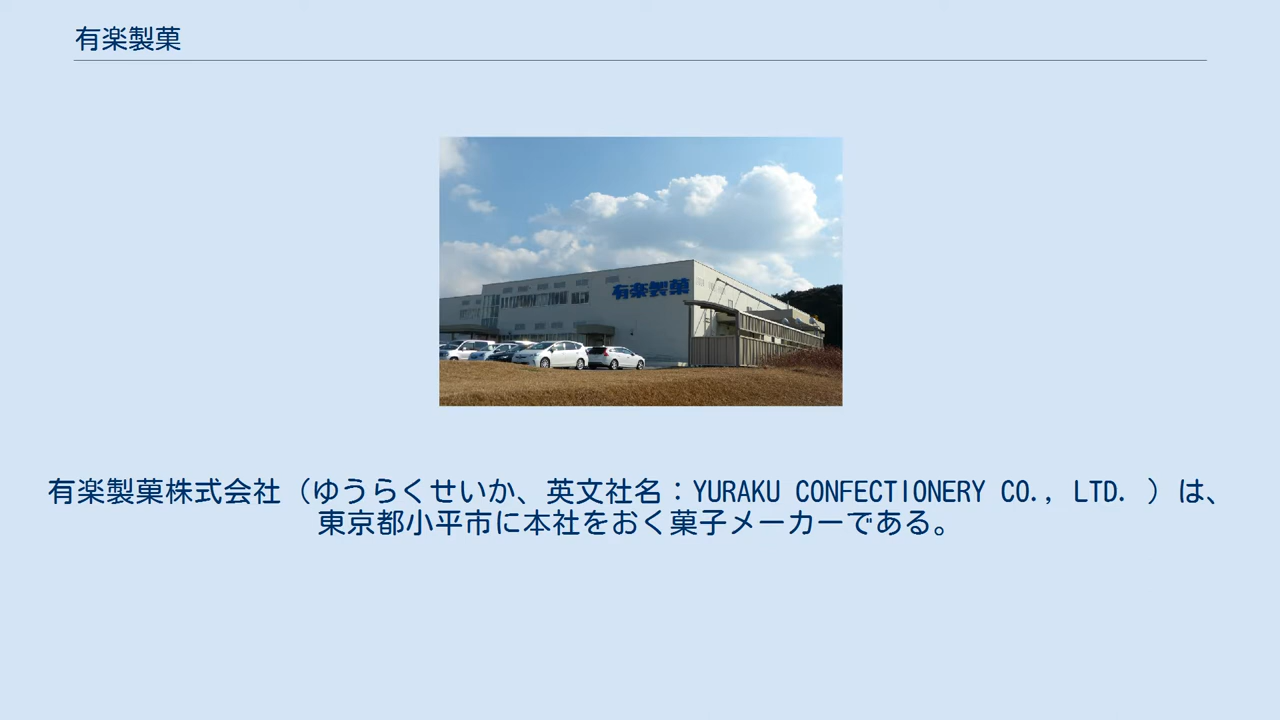 有楽製菓
有楽製菓
有楽製菓株式会社（ゆうらくせいか、英文社名：YURAKU CONFECTIONERY CO., LTD. ）は、
東京都小平市に本社をおく菓子メーカーである。